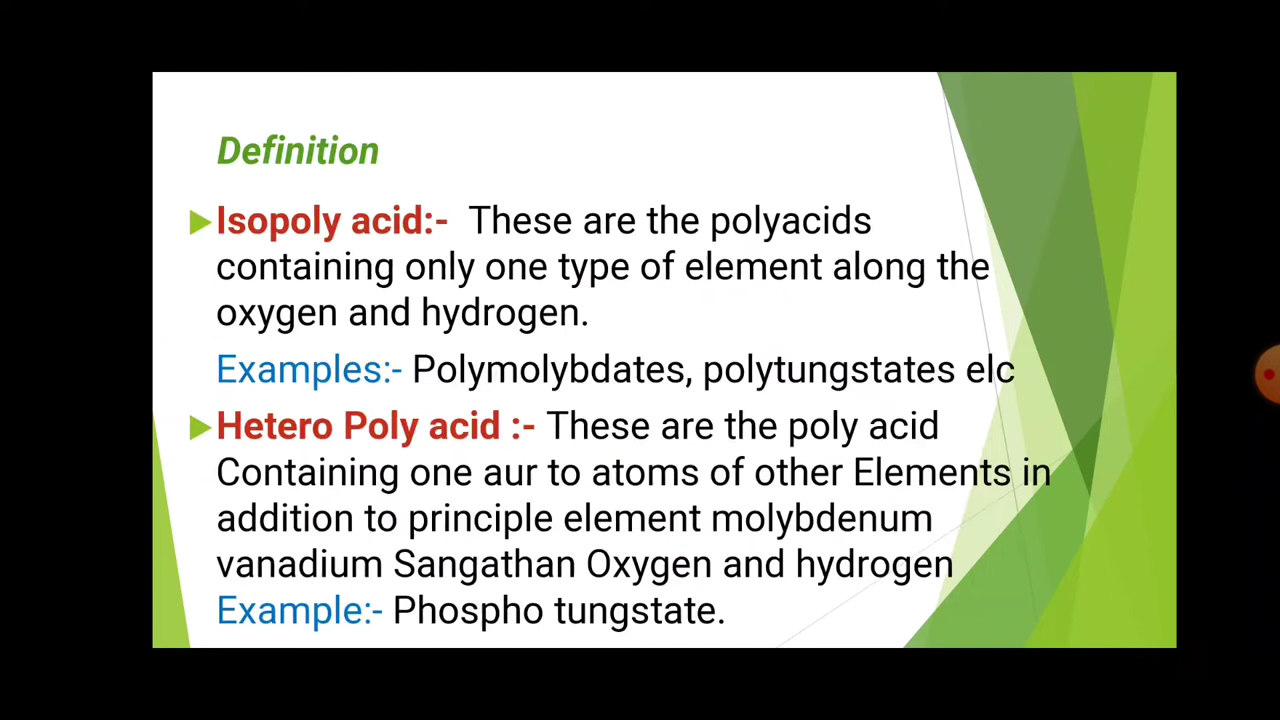 Definition
Isopoly acid:- These are the polyacids
containing only one type of element along the
oxygen and hydrogen.
Examples:- Polymolybdates, polytungstates elc
Hetero Poly acid :- These are the poly acid
Containing one aur to atoms of other Elements in
addition to principle element molybdenum
vanadium Sangathan Oxygen and hydrogen
Example:- Phospho tungstate.